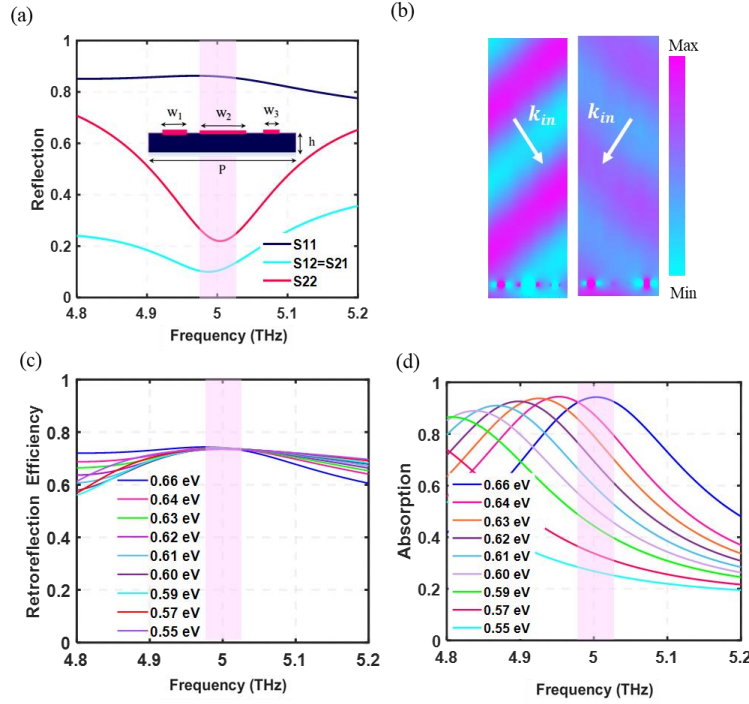 (a)
(b)
1
0.8
0.6
0.4
0.2
0
Reflection
w1
w2
w3
h
P
S11
S12=S21
S22
4.8 4.9 5 5.1 5.2
Frequency (THz)
kin
kin
Max
Min
(c)
(d)
1
0.8
0.6
0.4
0.2
0
Retroreflection Efficiency
0.66 eV
0.64 eV
0.63 eV
0.62 eV
0.61 eV
0.60 eV
0.59 eV
0.57 eV
0.55 eV
4.8 4.9 5 5.1 5.2
Frequency (THz)
1
0.8
0.6
0.4
0.2
0
Absorption
0.66 eV
0.64 eV
0.63 eV
0.62 eV
0.61 eV
0.60 eV
0.59 eV
0.57 eV
0.55 eV
4.8 4.9 5 5.1 5.2
Frequency (THz)